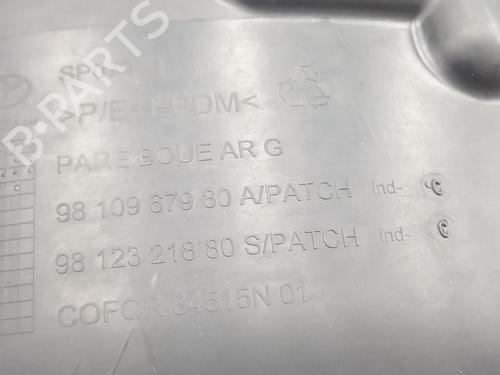 B-PARTS
>P/E-EPDM<
PARE BOUE AR G
98 109 679 80 A/PATCH ind- C
98 123 218 80 S/PATCH ind- C
COFOR 84515N 01